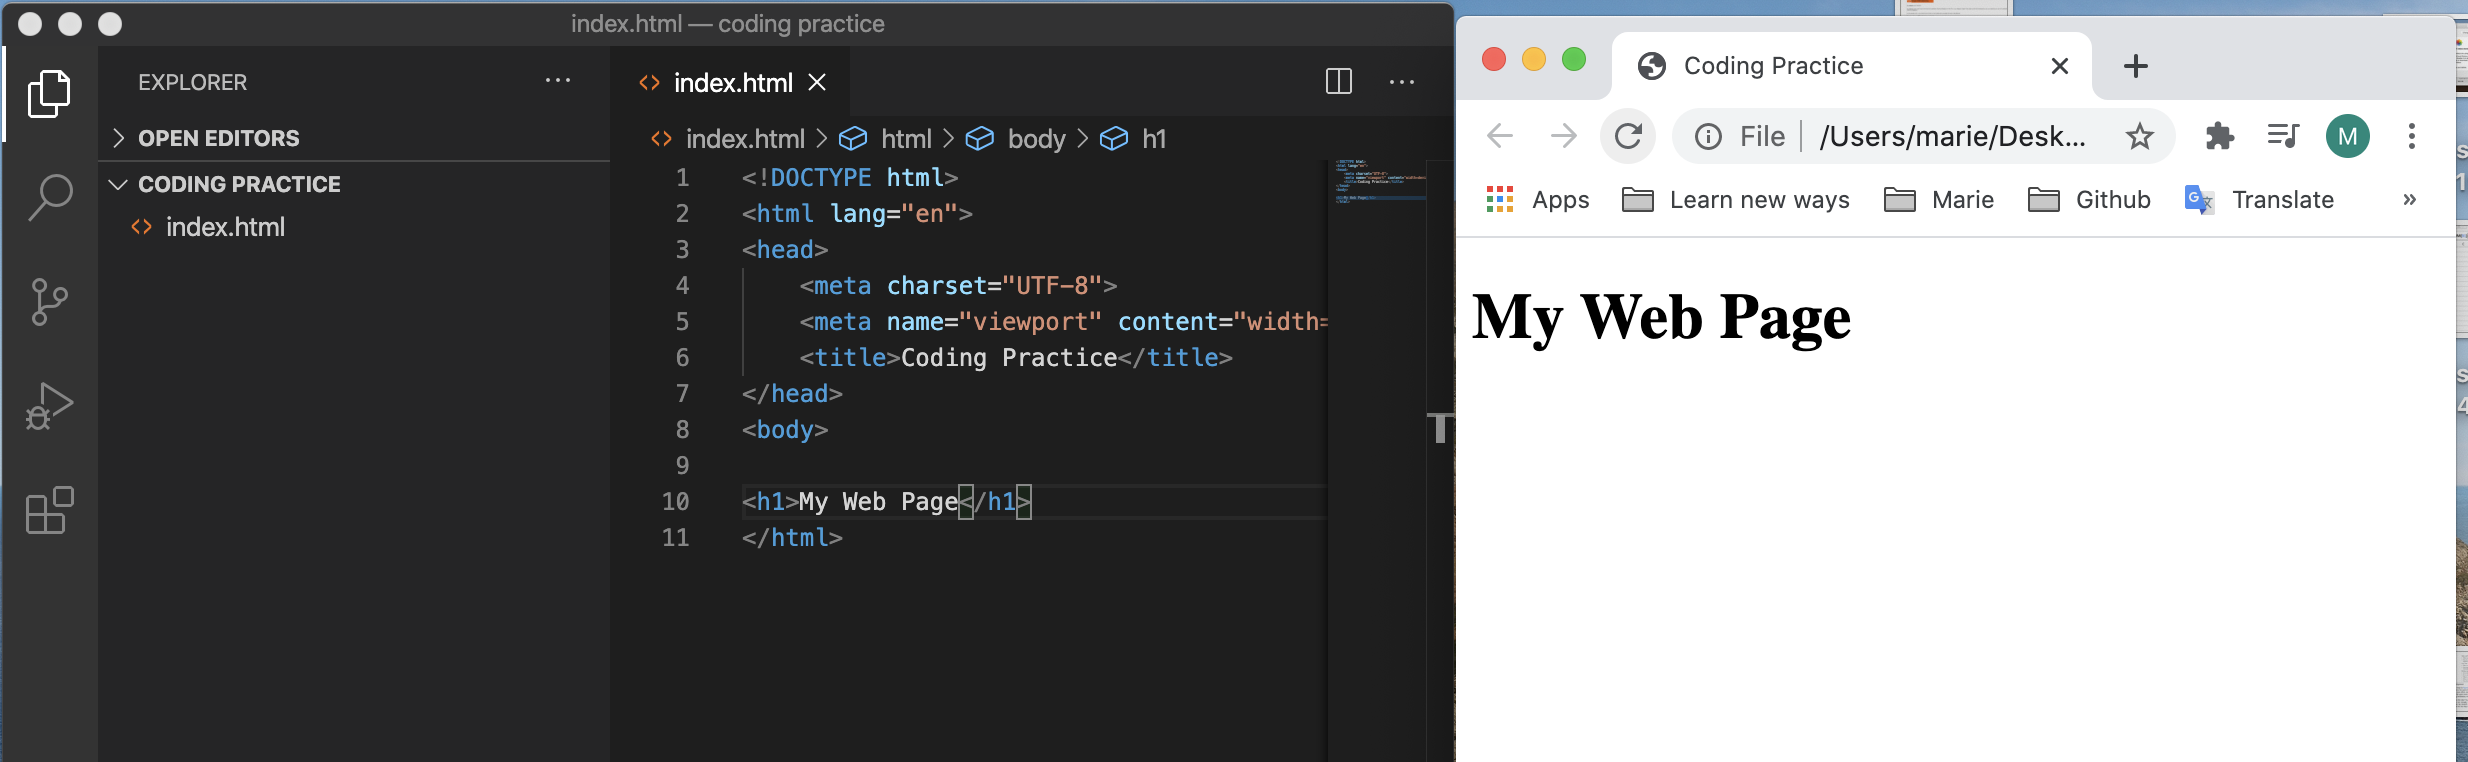 index.html — coding practice
EXPLORER
OPEN EDITORS
CODING PRACTICE
index.html
index.html
index.html > html > body > h1
1 <!DOCTYPE html>
2 <html lang="en">
3 <head>
4 <meta charset="UTF-8">
5 <meta name="viewport" content="width=
6 <title>Coding Practice</title>
7 </head>
8 <body>
9
10 <h1>My Web Page</h1>
11 </html>
Coding Practice
File /Users/marie/Desk...
M
Apps Learn new ways Marie Github Translate »
My Web Page